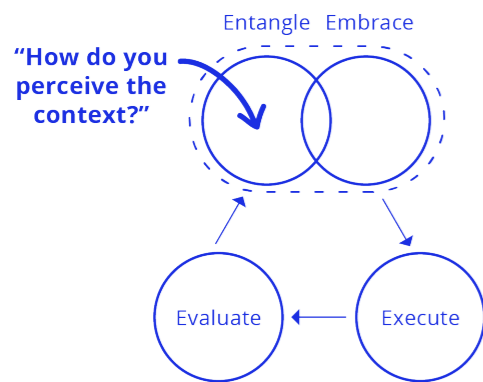 Entangle Embrace
“How do you
perceive the
context?”
Evaluate
Execute